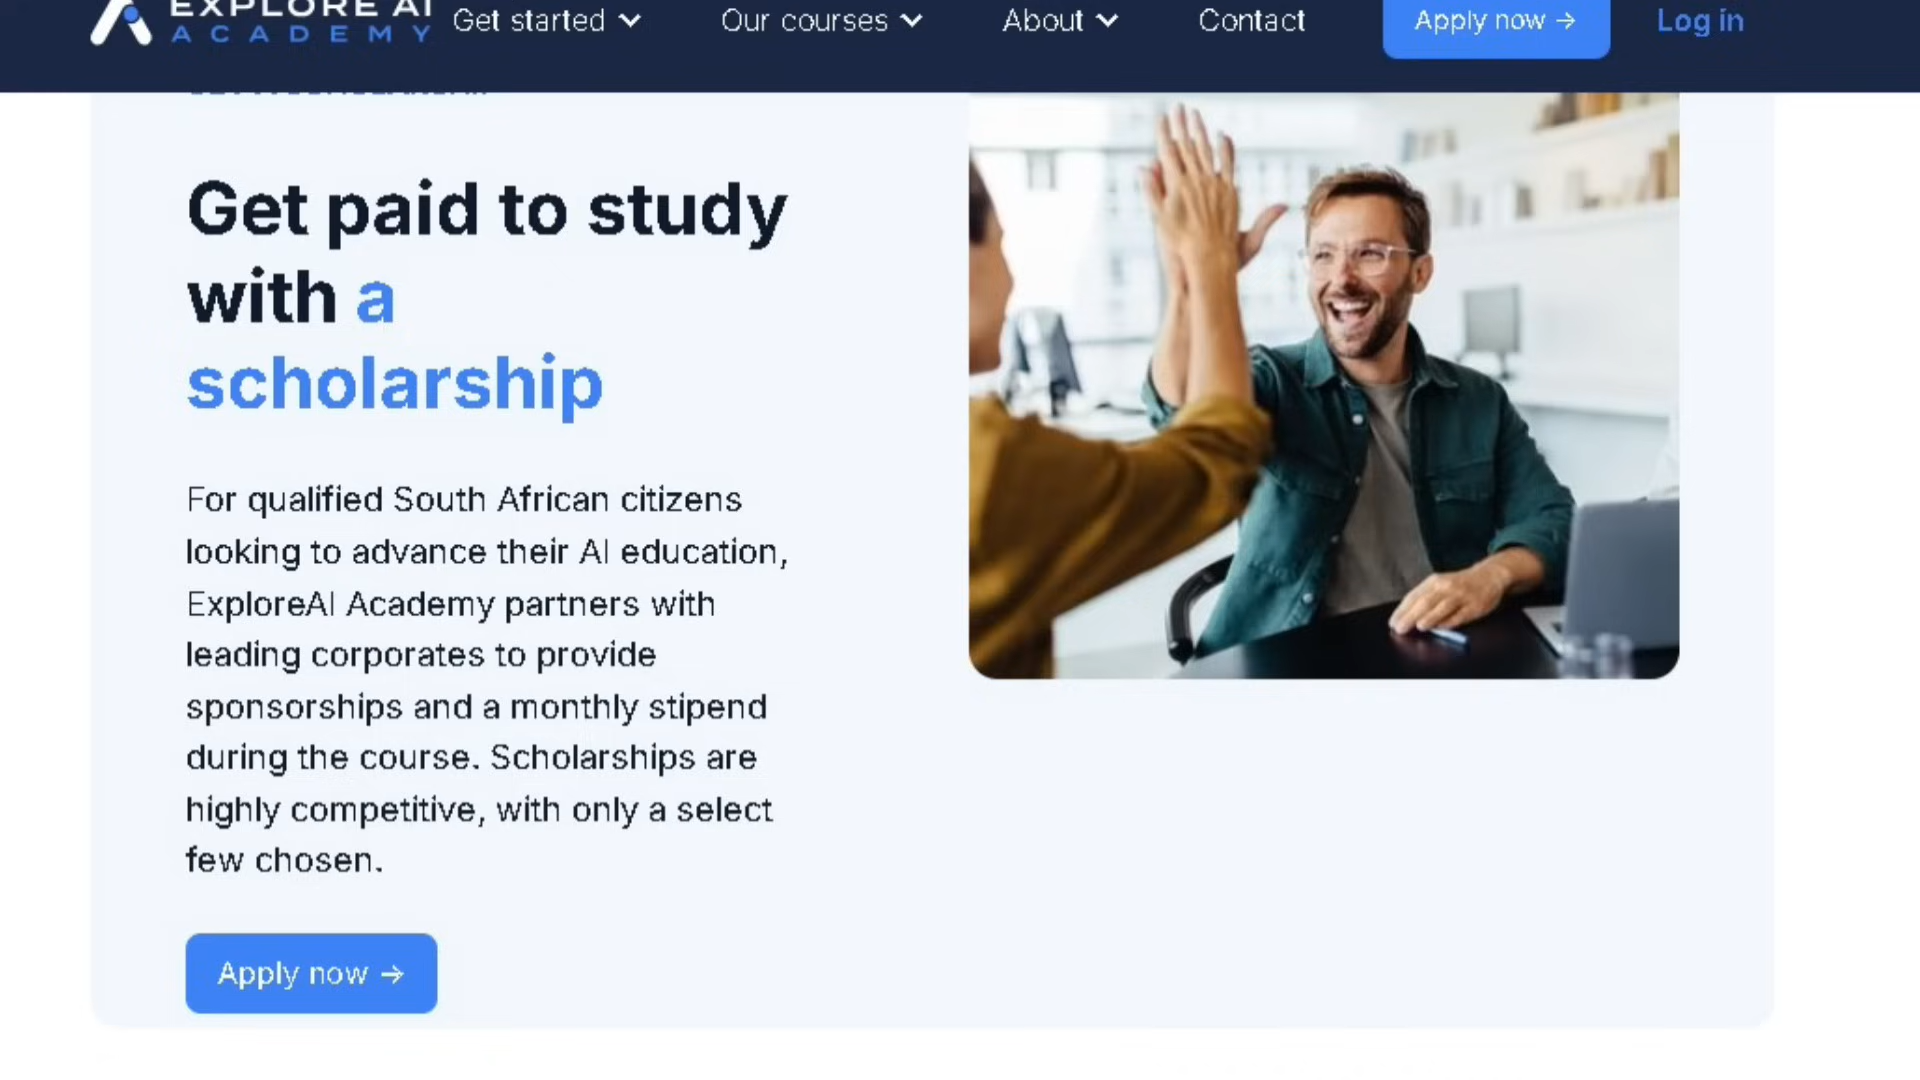 EXPLORE AI
ACADEMY
Get started
Our courses
About
Contact
Apply now →
Log in
Get paid to study
with a
scholarship
For qualified South African citizens
looking to advance their AI education,
ExploreAI Academy partners with
leading corporates to provide
sponsorships and a monthly stipend
during the course. Scholarships are
highly competitive, with only a select
few chosen.
Apply now →